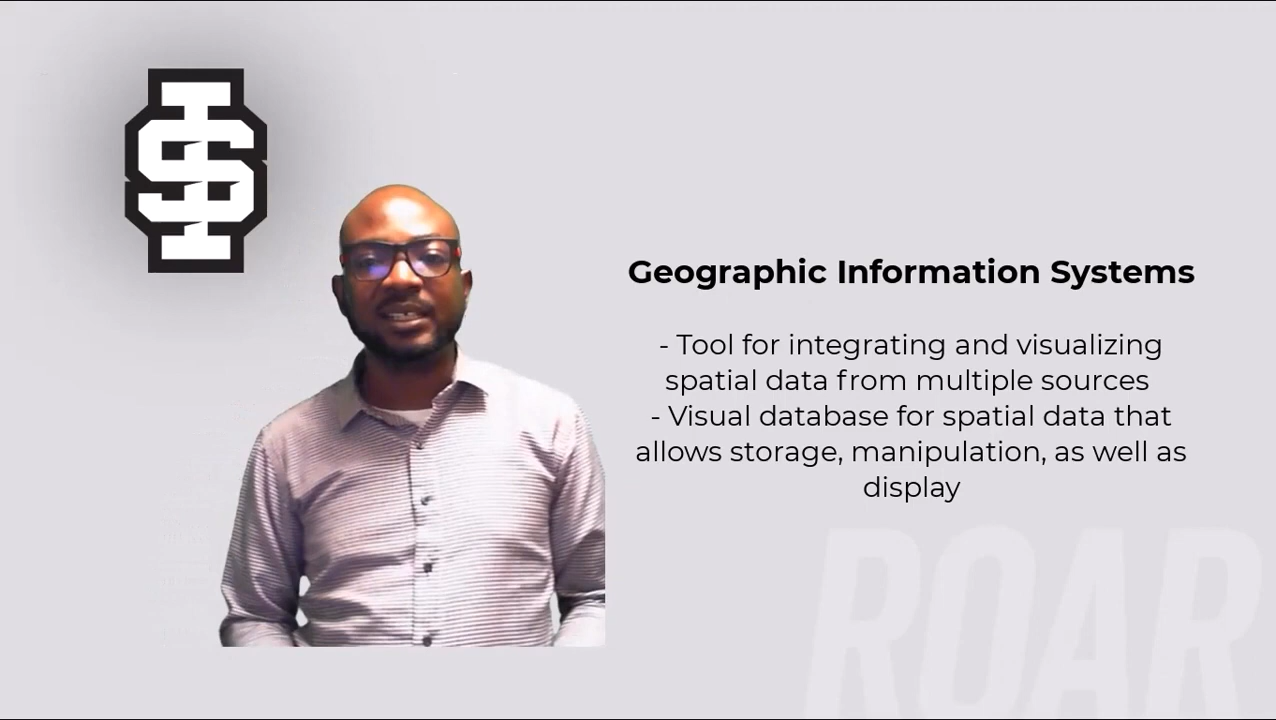 IS
Geographic Information Systems
- Tool for integrating and visualizing
spatial data from multiple sources
- Visual database for spatial data that
allows storage, manipulation, as well as
display
ROAR